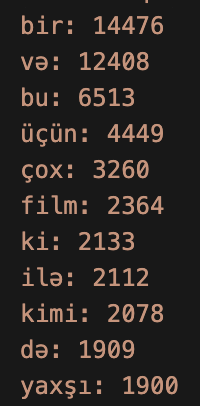 bir: 14476
və: 12408
bu: 6513
üçün: 4449
çox: 3260
film: 2364
ki: 2133
ilə: 2112
kimi: 2078
də: 1909
yaxşı: 1900